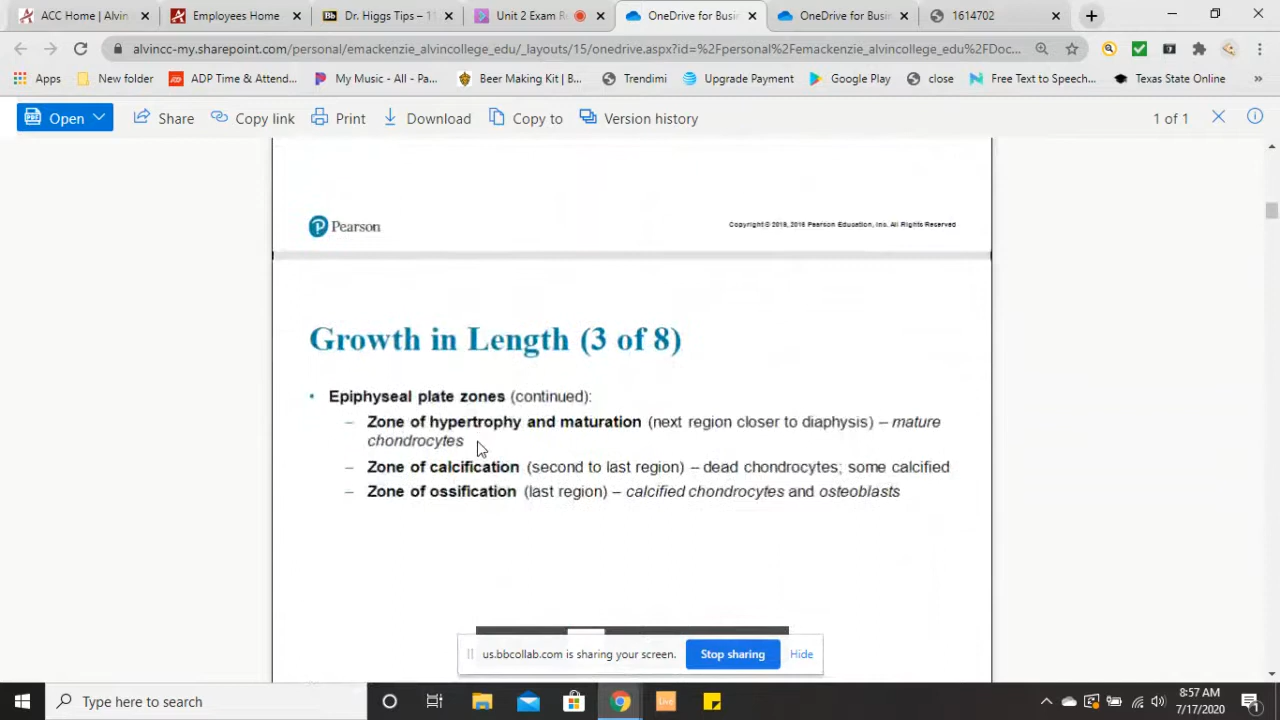 ACC Home | Alvin
Employees Home
Bb Dr. Higgs Tips – 1
Unit 2 Exam R
OneDrive for Busi
OneDrive for Busi
1614702
alvincc-my.sharepoint.com/personal/emackenzie_alvincollege_edu/_layouts/15/onedrive.aspx?id=%2Fpersonal%2Femackenzie_alvincollege_edu%2FDoc...
Apps
New folder
ADP Time & Attend...
My Music - All - Pa...
Beer Making Kit | B...
Trendimi
Upgrade Payment
Google Play
close
Free Text to Speech...
Texas State Online
»
Open
Share
Copy link
Print
Download
Copy to
Version history
1 of 1
Pearson
Copyright © 2019, 2016 Pearson Education, Inc. All Rights Reserved
Growth in Length (3 of 8)
• Epiphyseal plate zones (continued):
– Zone of hypertrophy and maturation (next region closer to diaphysis) – mature
chondrocytes
– Zone of calcification (second to last region) – dead chondrocytes; some calcified
– Zone of ossification (last region) – calcified chondrocytes and osteoblasts
us.bbcollab.com is sharing your screen.
Stop sharing
Hide
Type here to search
Live
8:57 AM
7/17/2020
1